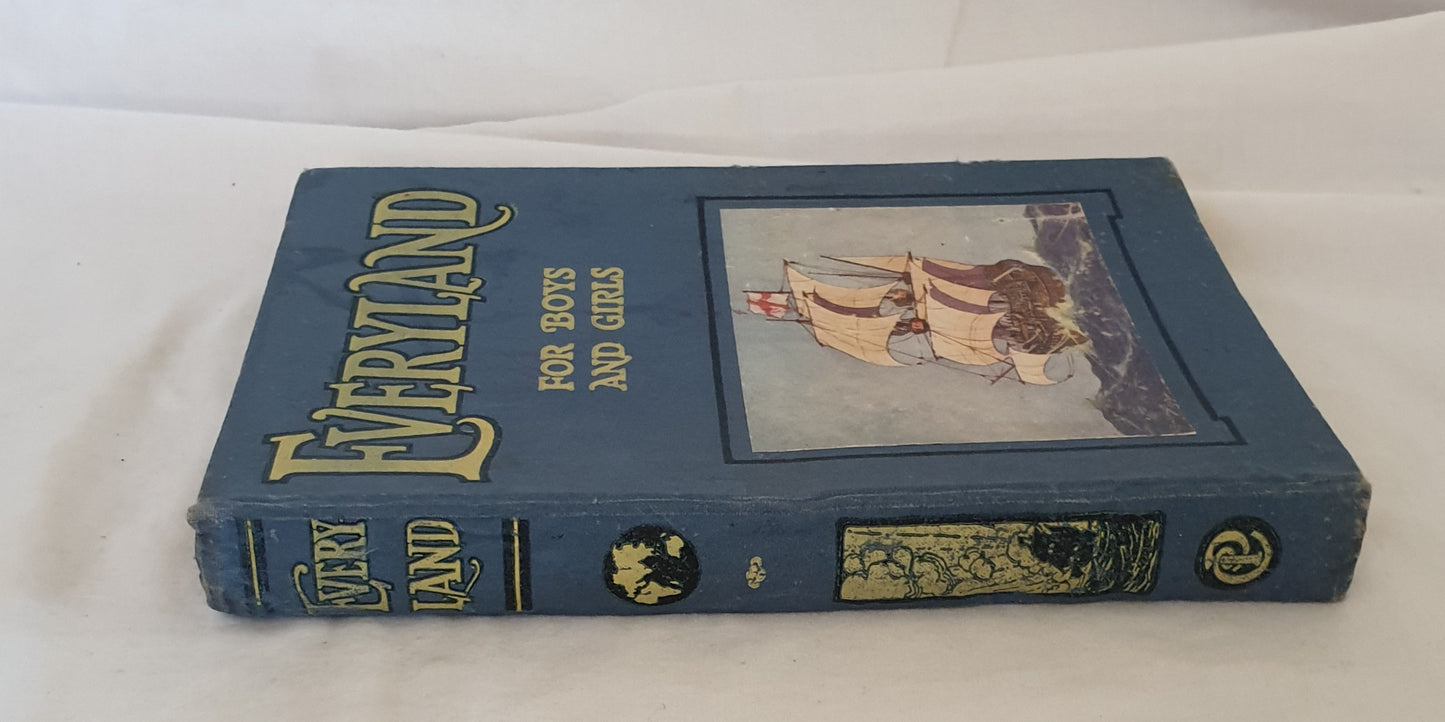 EVERYLAND
FOR BOYS
AND GIRLS
EVERY
LAND